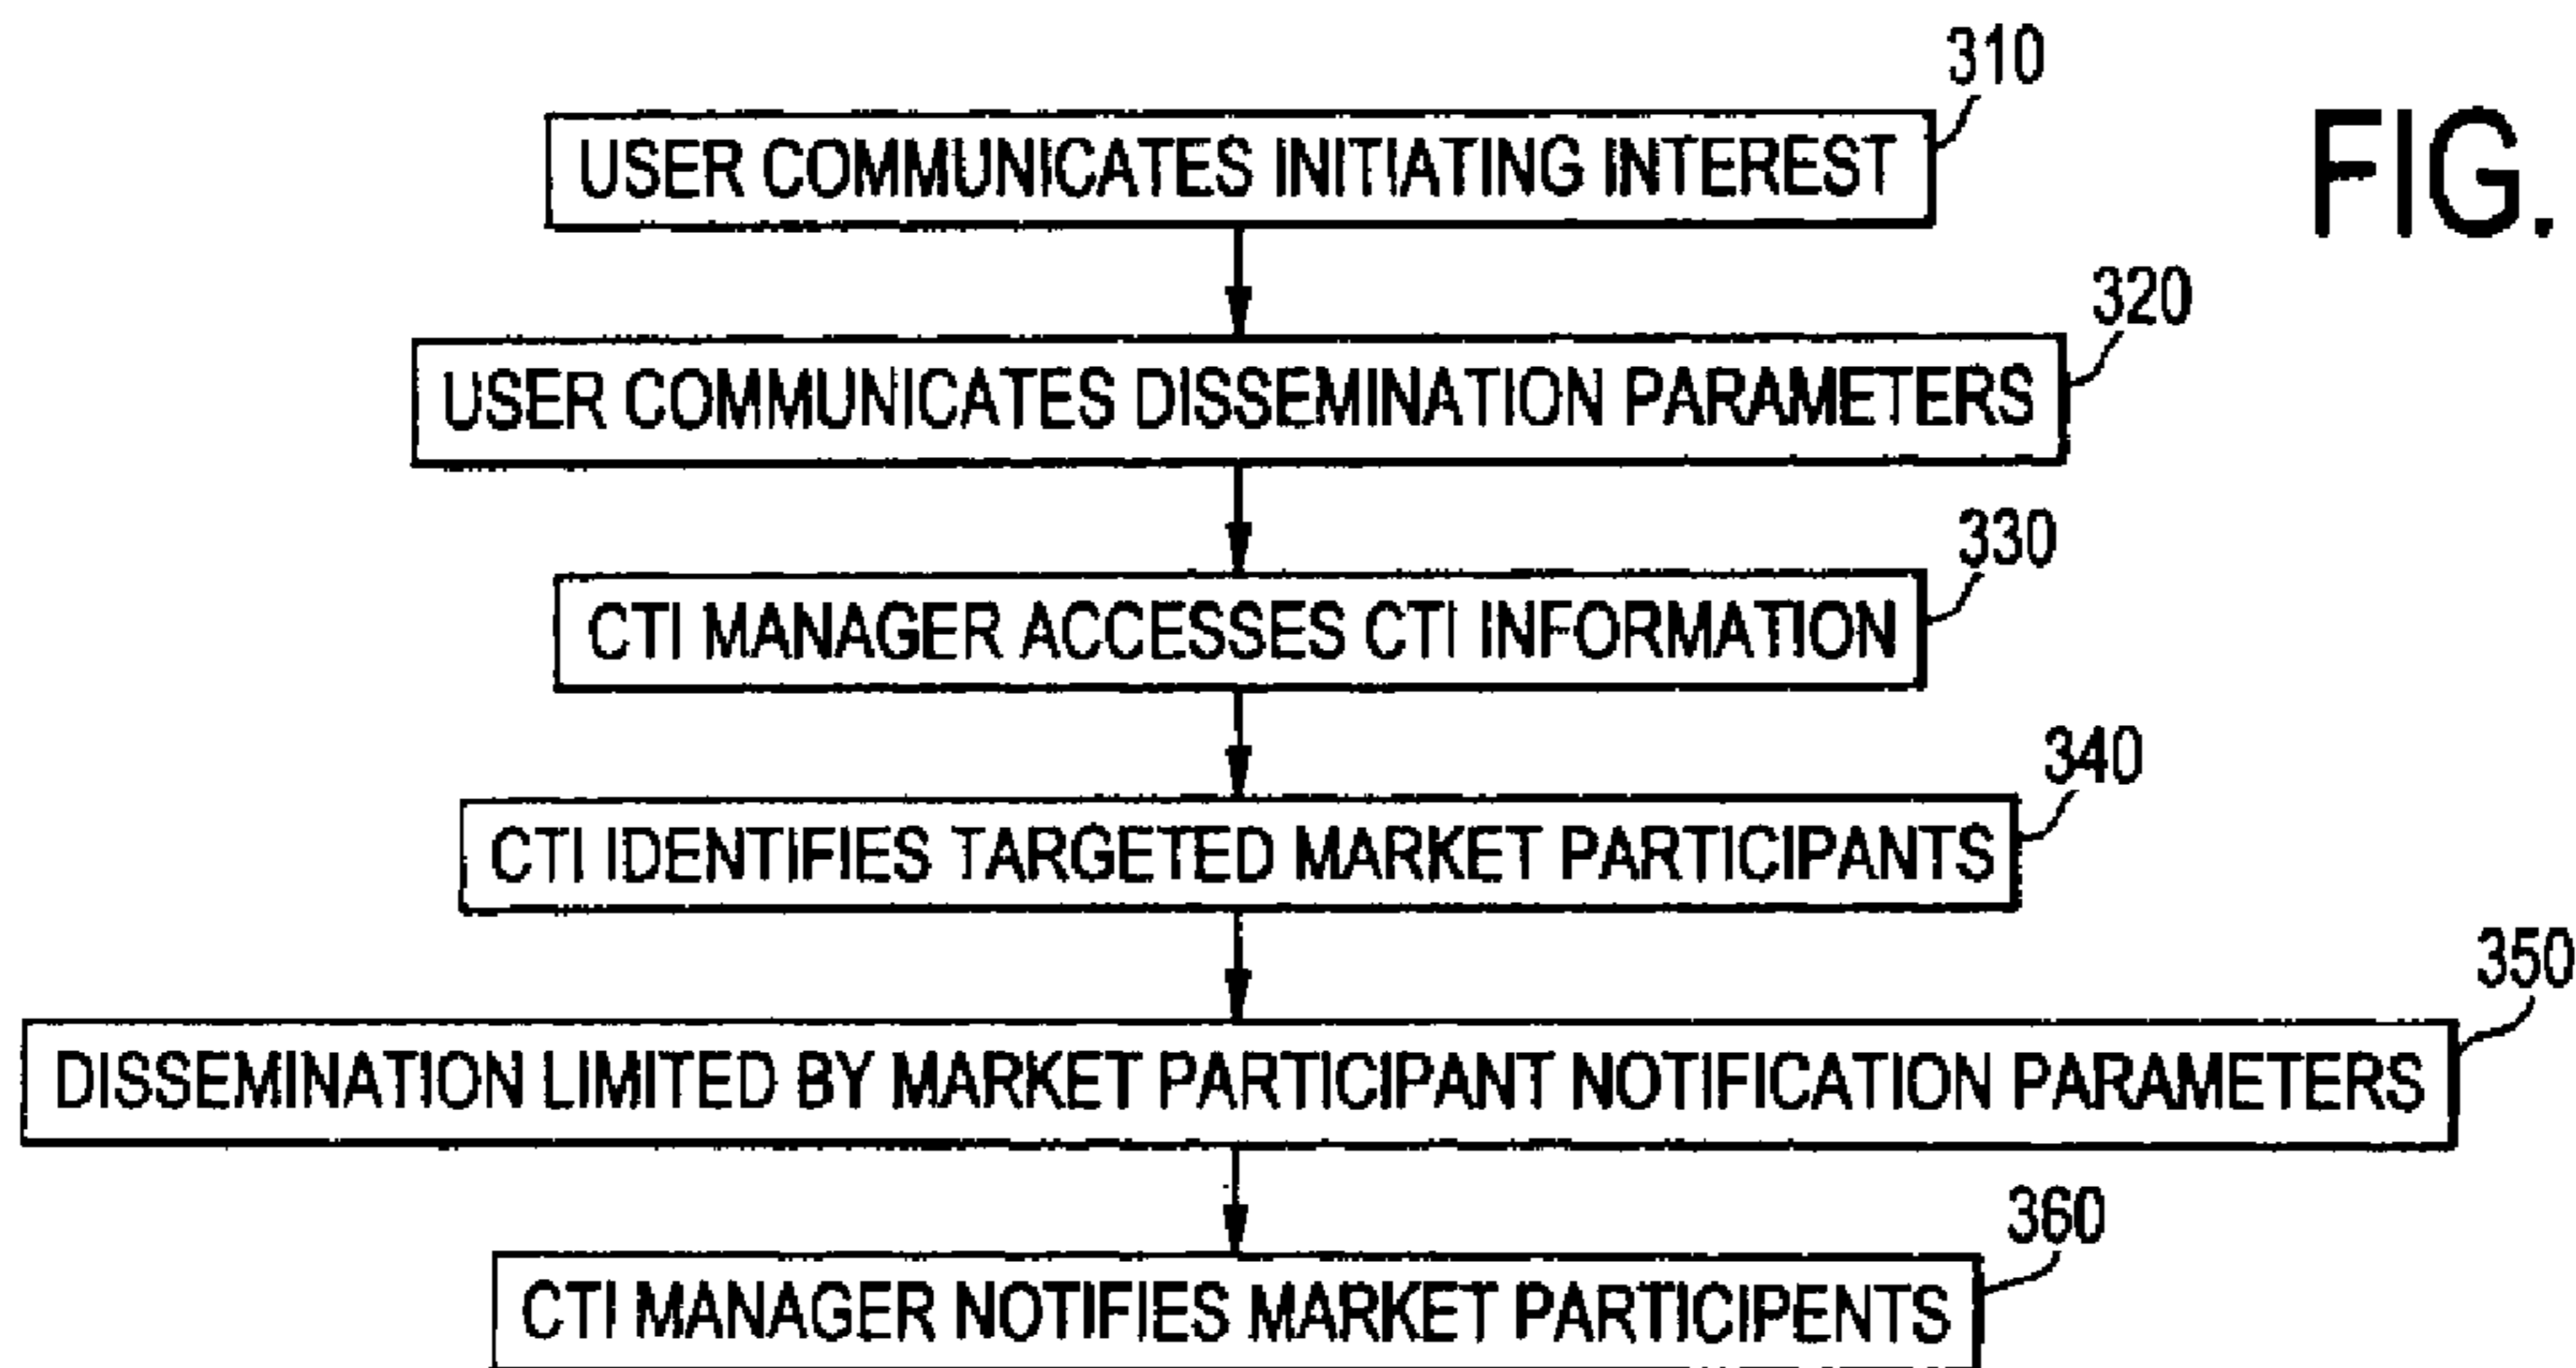 310
FIG.
USER COMMUNICATES INITIATING INTEREST
320
USER COMMUNICATES DISSEMINATION PARAMETERS
330
CTI MANAGER ACCESSES CTI INFORMATION
340
CTI IDENTIFIES TARGETED MARKET PARTICIPANTS
350
DISSEMINATION LIMITED BY MARKET PARTICIPANT NOTIFICATION PARAMETERS
360
CTI MANAGER NOTIFIES MARKET PARTICIPENTS